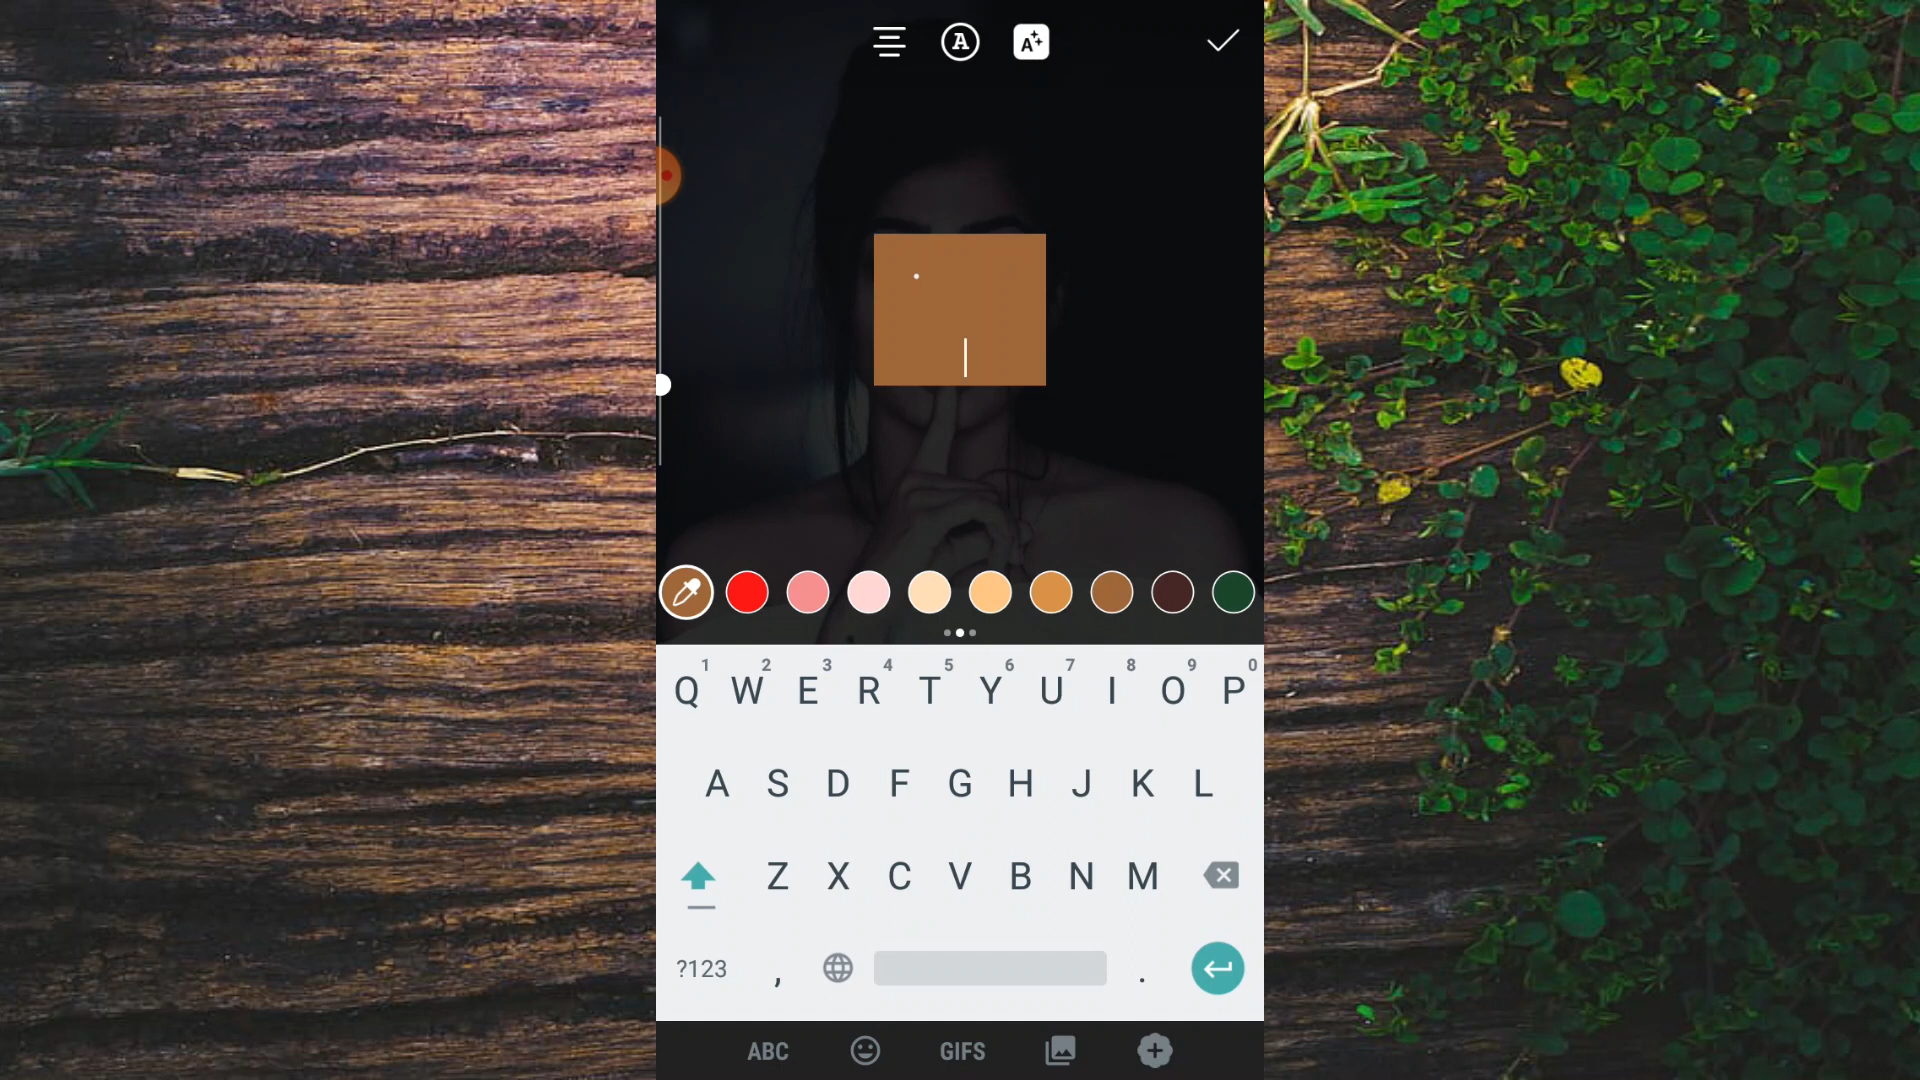 A
A
.
1 2 3 4 5 6 7 8 9 0
Q W E R T Y U I O P
A S D F G H J K L
Z X C V B N M
?123 , .
ABC GIFS